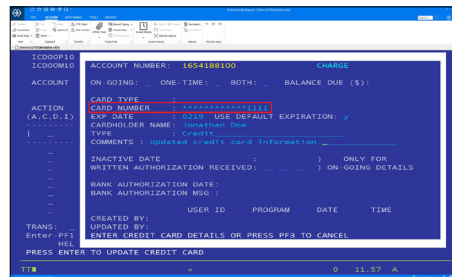 ICD0OP10
ICD00M10 ACCOUNT NUMBER: 1654188100 CHARGE
ACCOUNT ON-GOING: _ ONE-TIME: _ BOTH: _ BALANCE DUE ($):
CARD TYPE :
ACTION CARD NUMBER : ************1111
(A,C,D,I) EXP DATE : 0219 USE DEFAULT EXPIRATION: y
CARDHOLDER NAME: Jonathan Doe
TYPE : Credit
COMMENTS : Updated credit card information.
INACTIVE DATE : ) ONLY FOR
WRITTEN AUTHORIZATION RECEIVED: ) ON-GOING DETAILS
BANK AUTHORIZATION DATE:
BANK AUTHORIZATION MSG :
USER ID PROGRAM DATE TIME
CREATED BY:
TRANS: UPDATED BY:
Enter-PF1 ENTER CREDIT CARD DETAILS OR PRESS PF3 TO CANCEL
HEL
PRESS ENTER TO UPDATE CREDIT CARD
0 11,57 A